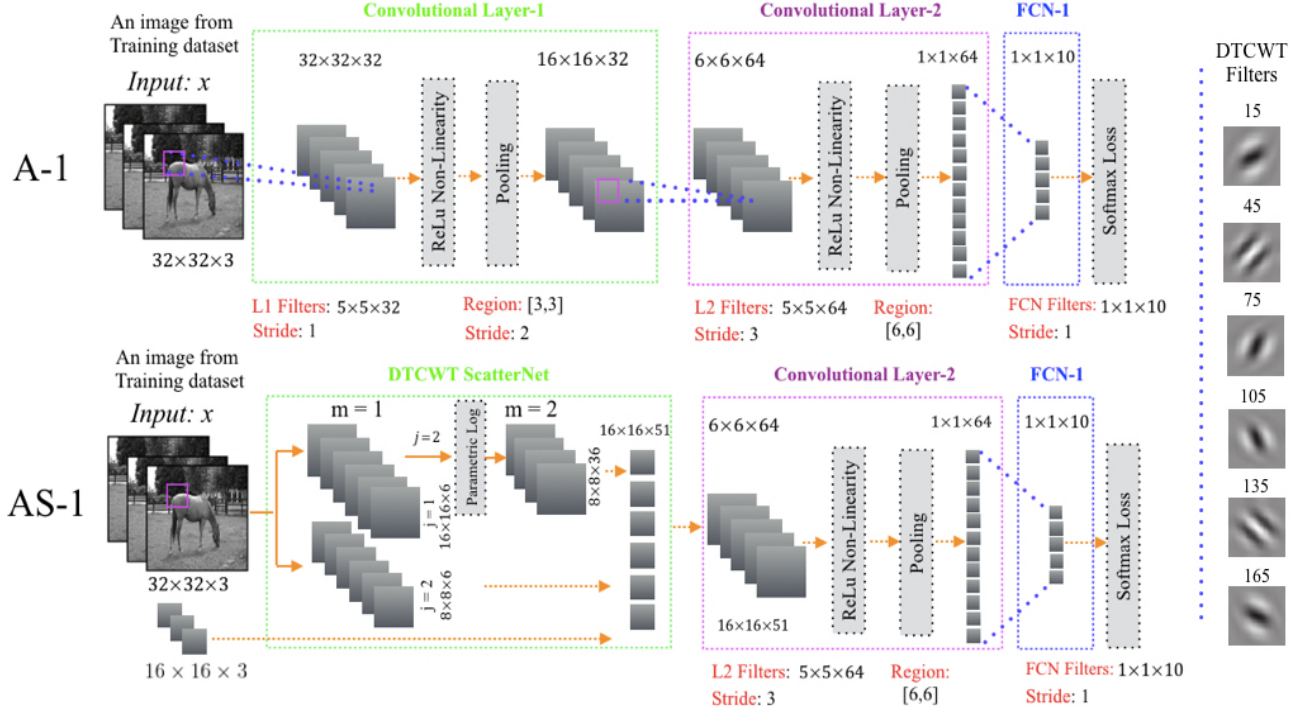 An image from
Training dataset
Input: x
Convolutional Layer-1
Convolutional Layer-2
FCN-1
DTCWT
Filters
32×32×32
16×16×32
6×6×64
1×1×64
1×1×10
A-1
ReLu Non-Linearity
Pooling
ReLu Non-Linearity
Pooling
Softmax Loss
32×32×3
L1 Filters: 5×5×32
Stride: 1
Region: [3,3]
Stride: 2
L2 Filters: 5×5×64
Stride: 3
Region:
[6,6]
FCN Filters: 1×1×10
Stride: 1
15
45
75
105
135
165
An image from
Training dataset
Input: x
DTCWT ScatterNet
Convolutional Layer-2
FCN-1
m = 1
j=2
Parametric Log
m = 2
16×16×51
6×6×64
1×1×64
1×1×10
AS-1
j = 1
16×16×6
8×8×36
j=2
8×8×6
ReLu Non-Linearity
Pooling
Softmax Loss
32×32×3
16×16×51
16 × 16 × 3
L2 Filters: 5×5×64
Stride: 3
Region:
[6,6]
FCN Filters: 1×1×10
Stride: 1